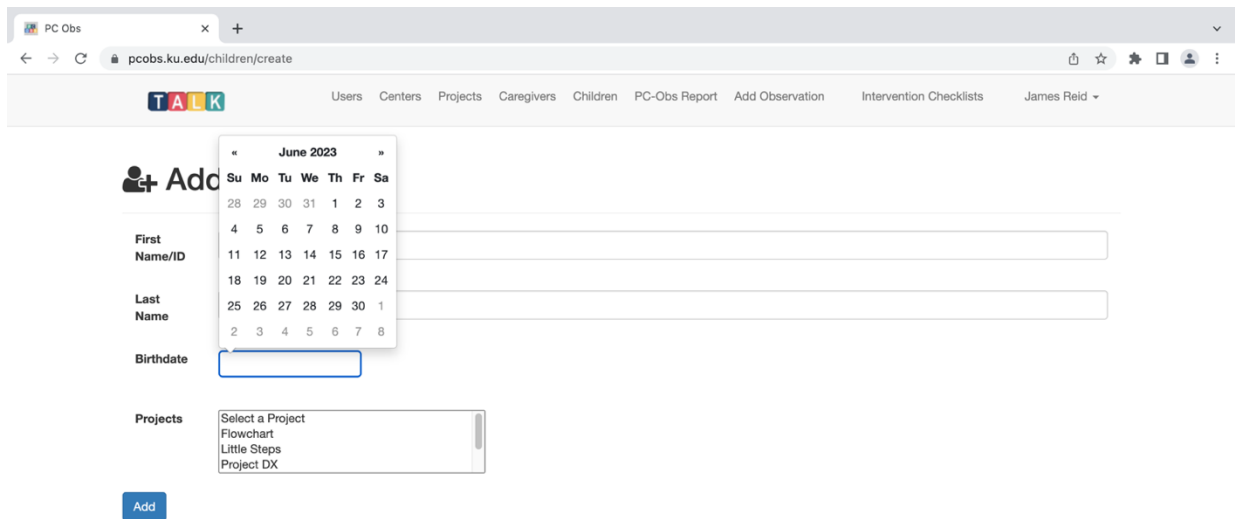 PC Obs
pcobs.ku.edu/children/create
TALK Users Centers Projects Caregivers Children PC-Obs Report Add Observation Intervention Checklists James Reid
« June 2023 »
Add
Su Mo Tu We Th Fr Sa
28 29 30 31 1 2 3
4 5 6 7 8 9 10
First
Name/ID
11 12 13 14 15 16 17
18 19 20 21 22 23 24
Last
Name
25 26 27 28 29 30 1
2 3 4 5 6 7 8
Birthdate
Projects
Select a Project
Flowchart
Little Steps
Project DX
Add